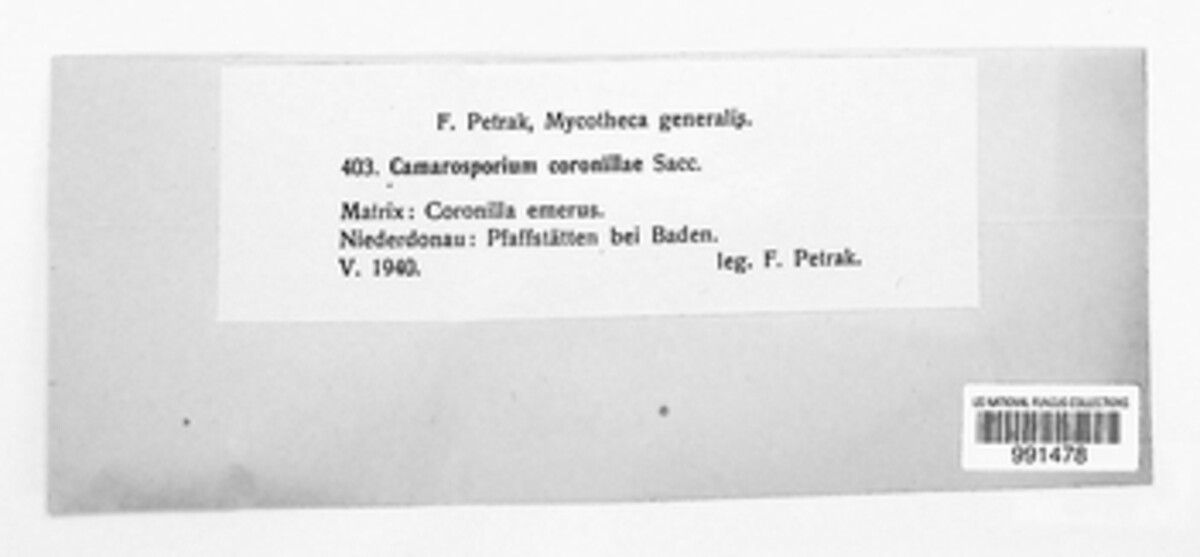 F. Petrak, Mycotheca generalis.
403. Camarosporium coronillae Sacc.
Matrix: Coronilla emerus.
Niederdonau: Pfaffstätten bei Baden.
V. 1940. leg. F. Petrak.
US NATIONAL FUNGUS COLLECTIONS
991478